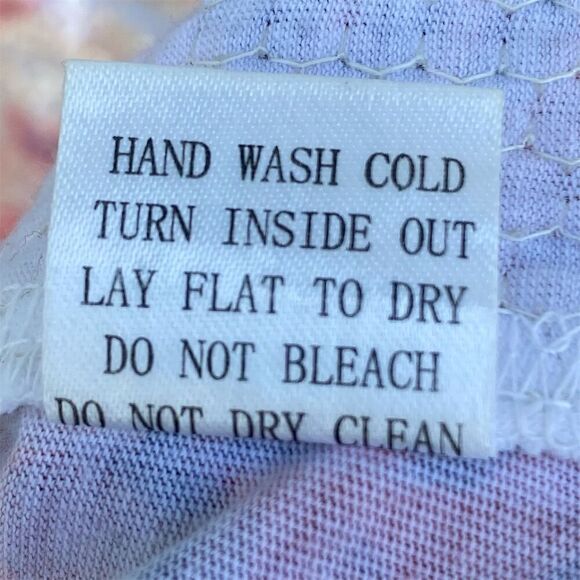 HAND WASH COLD
TURN INSIDE OUT
LAY FLAT TO DRY
DO NOT BLEACH
DO NOT DRY CLEAN